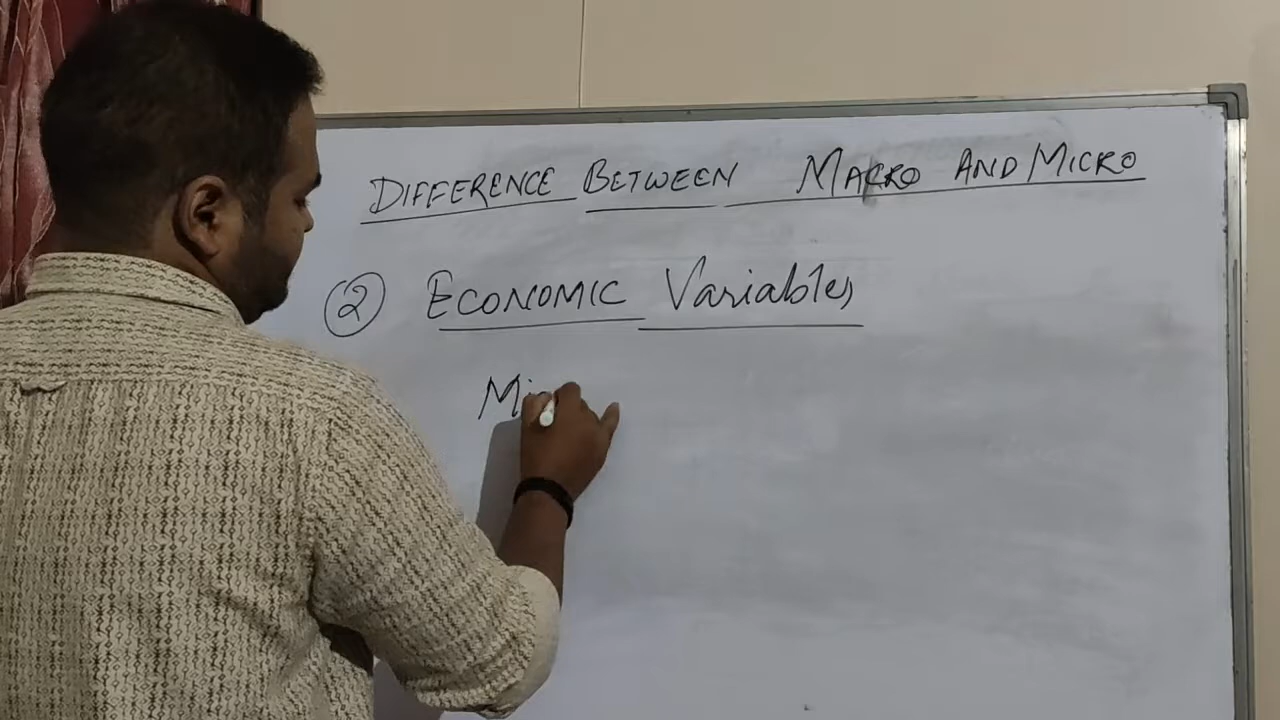 DIFFERENCE BETWEEN MACRO AND MICRO
② ECONOMIC Variables
Mi